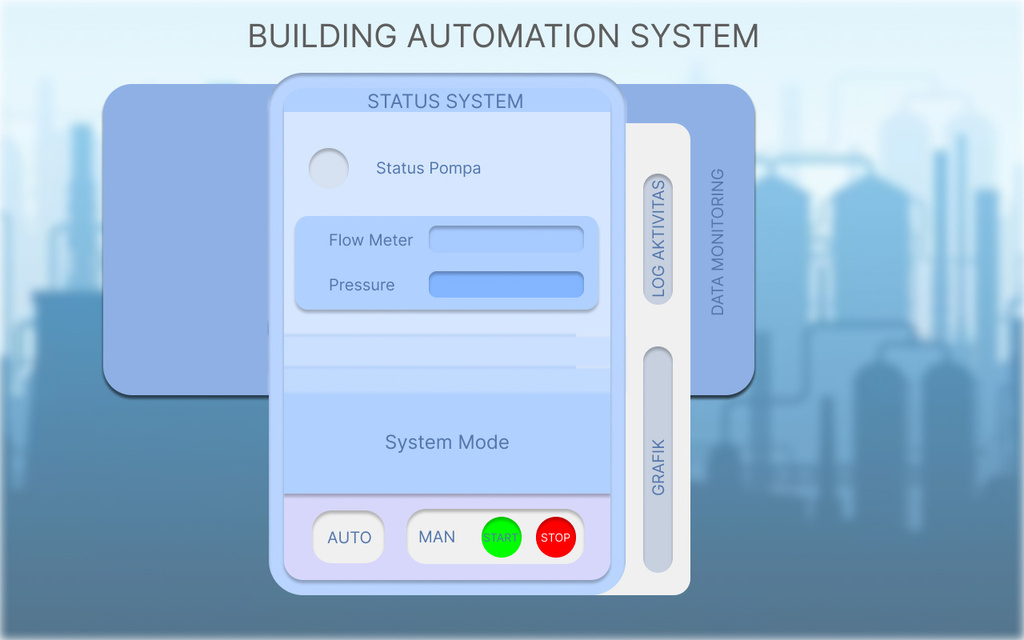 BUILDING AUTOMATION SYSTEM
STATUS SYSTEM
Status Pompa
Flow Meter
Pressure
System Mode
AUTO
MAN
START
STOP
LOG AKTIVITAS
GRAFIK
DATA MONITORING